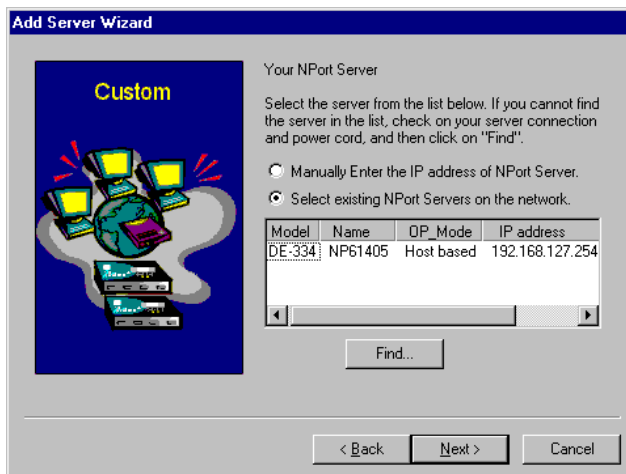 Add Server Wizard
Custom
Your NPort Server
Select the server from the list below. If you cannot find
the server in the list, check on your server connection
and power cord, and then click on "Find".
Manually Enter the IP address of NPort Server.
Select existing NPort Servers on the network.
Model Name OP_Mode IP address
DE-334 NP61405 Host based 192.168.127.254
Find...
< Back Next > Cancel